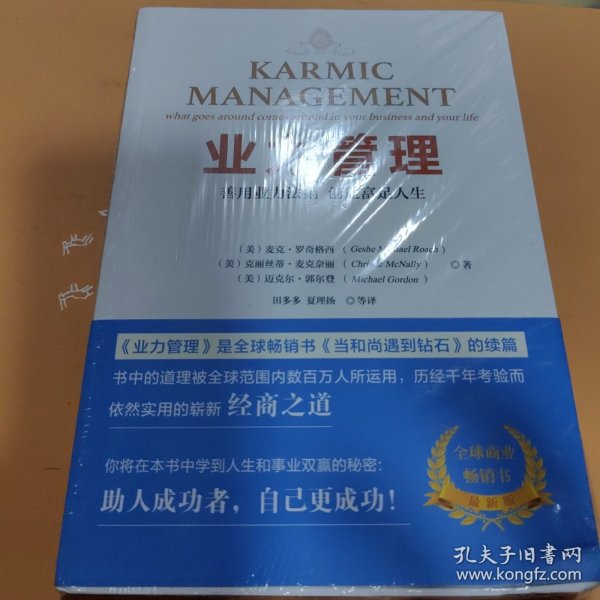 KARMIC
MANAGEMENT
what goes around comes around in your business and your life
业力管理
善用业力法则 创造富足人生
(美)麦克·罗奇格西 (Geshe Michael Roach)
(美)克丽丝蒂·麦克奈丽 (Christie McNally) ◎著
(美)迈克尔·郭尔登 (Michael Gordon)
田多多 夏理扬 ◎等译
《业力管理》是全球畅销书《当和尚遇到钻石》的续篇
书中的道理被全球范围内数百万人所运用，历经千年考验而
依然实用的崭新 经商之道
你将在本书中学到人生和事业双赢的秘密:
助人成功者，自己更成功!
全球商业
畅销书
最新版
孔夫子旧书网
www.kongfz.com